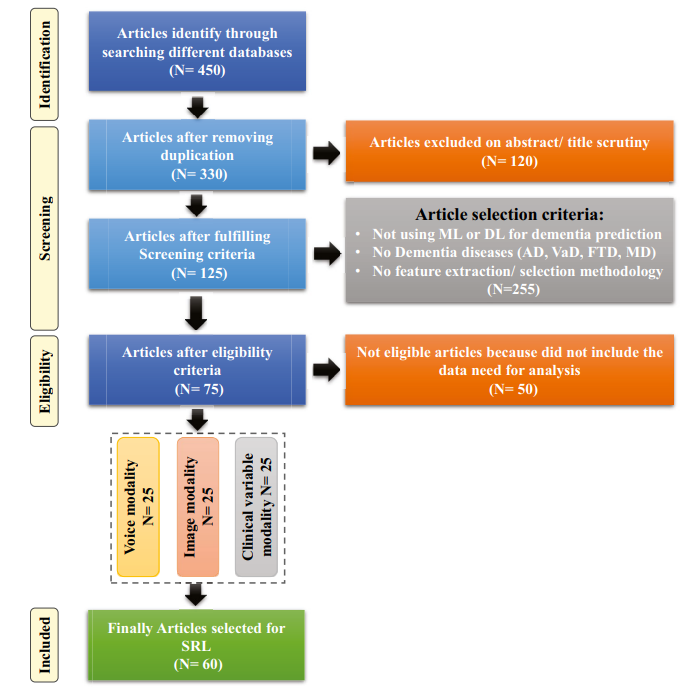 Identification
Articles identify through
searching different databases
(N= 450)
Screening
Articles after removing
duplication
(N= 330)
Articles excluded on abstract/ title scrutiny
(N= 120)
Articles after fulfilling
Screening criteria
(N= 125)
Article selection criteria:
• Not using ML or DL for dementia prediction
• No Dementia diseases (AD, VaD, FTD, MD)
• No feature extraction/ selection methodology
(N=255)
Eligibility
Articles after eligibility
criteria
(N= 75)
Not eligible articles because did not include the
data need for analysis
(N= 50)
Voice modality
N= 25
Image modality
N= 25
Clinical variable
modality N= 25
Included
Finally Articles selected for
SRL
(N= 60)